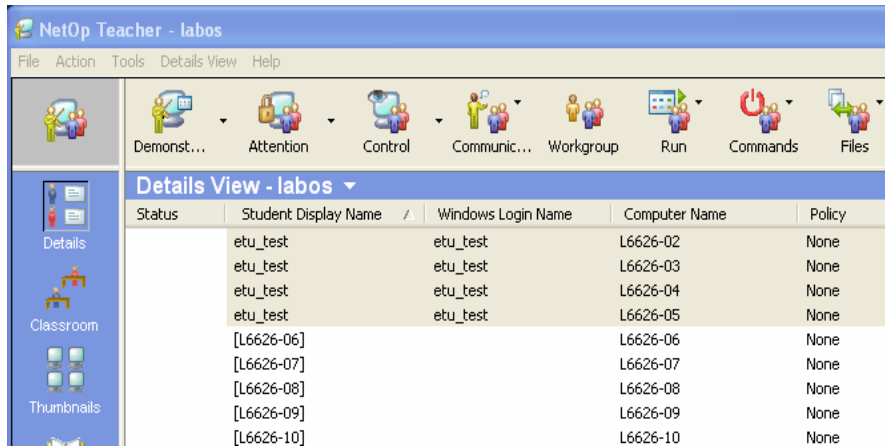 NetOp Teacher - labos
File Action Tools Details View Help
Demonst... Attention Control Communic... Workgroup Run Commands Files
Details View - labos
Status Student Display Name Windows Login Name Computer Name Policy
Details
etu_test etu_test L6626-02 None
etu_test etu_test L6626-03 None
etu_test etu_test L6626-04 None
etu_test etu_test L6626-05 None
Classroom
[L6626-06] L6626-06 None
[L6626-07] L6626-07 None
[L6626-08] L6626-08 None
Thumbnails
[L6626-09] L6626-09 None
[L6626-10] L6626-10 None